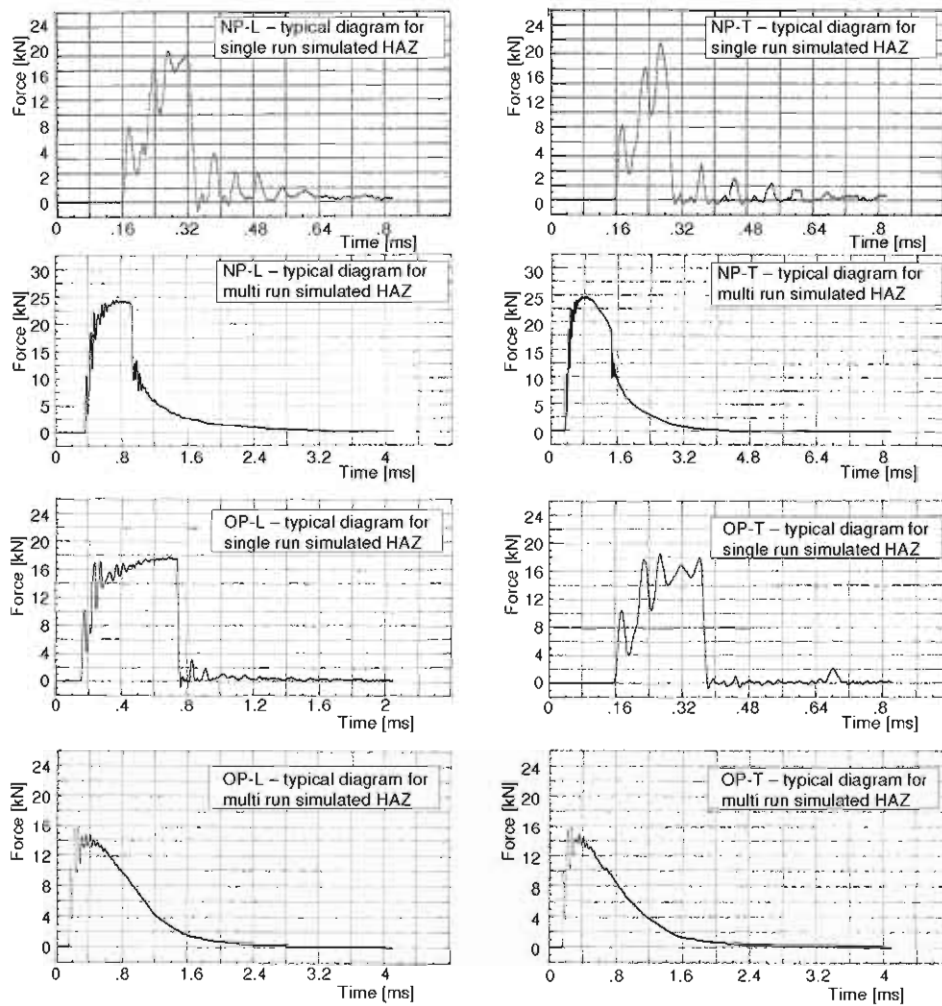 NP-L – typical diagram for
single run simulated HAZ
Force [kN]
24
20
16
12
8
4
2
0
0 .16 .32 .48 .64 .8
Time [ms]
NP-T – typical diagram for
single run simulated HAZ
Force [kN]
24
20
16
12
8
4
2
0
0 .16 .32 .48 .64 .8
Time [ms]
NP-L – typical diagram for
multi run simulated HAZ
Force [kN]
30
25
20
25
10
5
0
0 .8 1.6 2.4 3.2 4
Time [ms]
NP-T – typical diagram for
multi run simulated HAZ
Force [kN]
30
25
20
25
10
5
0
0 1.6 3.2 4.8 6.4 8
Time [ms]
OP-L – typical diagram for
single run simulated HAZ
Force [kN]
24
20
16
12
8
4
0
0 .4 .8 1.2 1.6 2
Time [ms]
OP-T – typical diagram for
single run simulated HAZ
Force [kN]
24
20
16
12
8
4
0
0 .16 .32 .48 .64 .8
Time [ms]
OP-L – typical diagram for
multi run simulated HAZ
Force [kN]
24
20
16
12
8
4
0
0 .8 1.6 2.4 3.2 4
Time [ms]
OP-T – typical diagram for
multi run simulated HAZ
Force [kN]
24
20
16
12
8
4
0
0 .8 1.6 2.4 3.2 4
Time [ms]